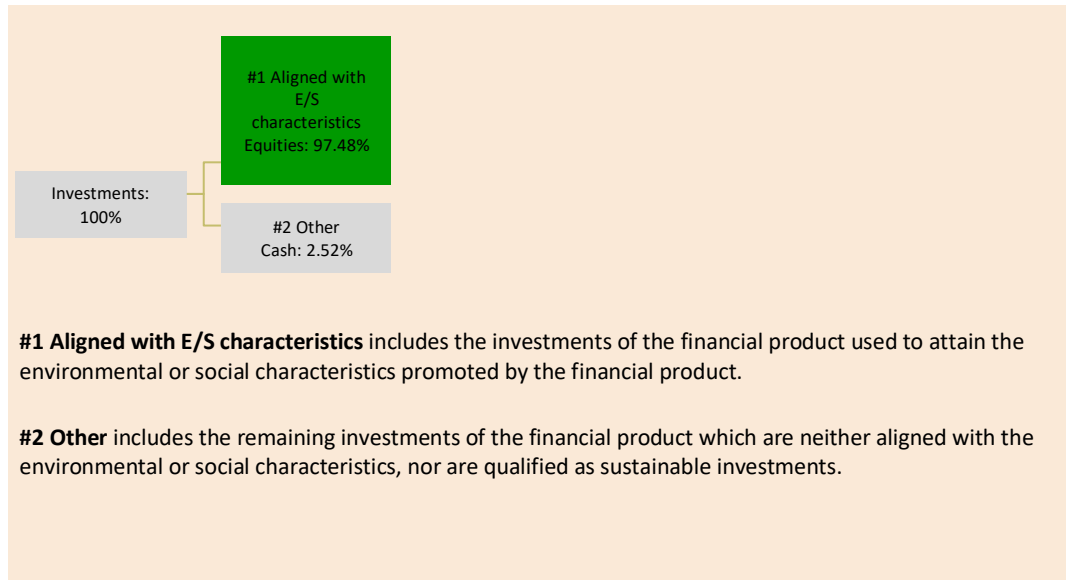 #1 Aligned with
E/S
characteristics
Equities: 97.48%
Investments:
100%
#2 Other
Cash: 2.52%
#1 Aligned with E/S characteristics includes the investments of the financial product used to attain the
environmental or social characteristics promoted by the financial product.
#2 Other includes the remaining investments of the financial product which are neither aligned with the
environmental or social characteristics, nor are qualified as sustainable investments.